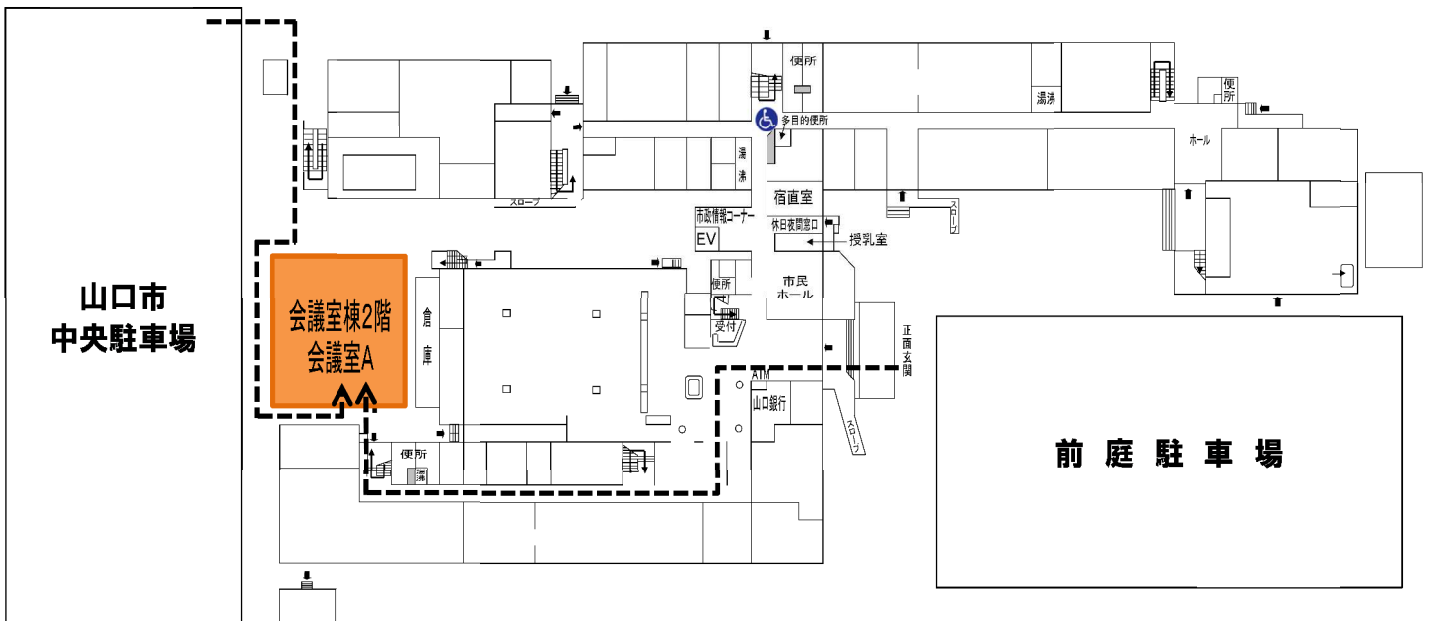 便所
多目的便所
湯沸
便所
ホール
湯沸
宿直室
スロープ
市政情報コーナー
休日夜間窓口
スロープ
EV
授乳室
山口市
中央駐車場
会議室棟2階
会議室A
倉庫
便所
市民
ホール
受付
正面玄関
ATM
山口銀行
スロープ
便所
湯沸
前庭駐車場